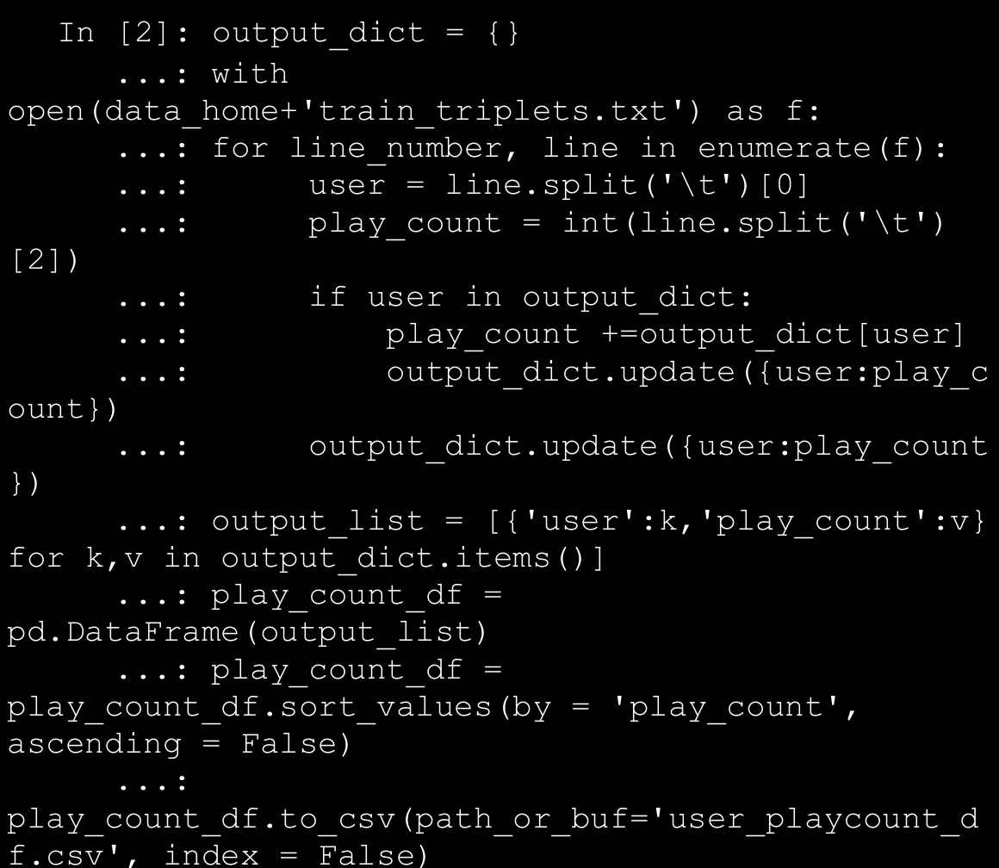 In [2]: output_dict = {}
...: with
open(data_home+'train_triplets.txt') as f:
...: for line_number, line in enumerate(f):
...: user = line.split('\t')[0]
...: play_count = int(line.split('\t')
[2])
...: if user in output_dict:
...: play_count +=output_dict[user]
...: output_dict.update({user:play_c
ount})
...: output_dict.update({user:play_count
})
...: output_list = [{'user':k,'play_count':v}
for k,v in output_dict.items()]
...: play_count_df =
pd.DataFrame(output_list)
...: play_count_df =
play_count_df.sort_values(by = 'play_count',
ascending = False)
...:
play_count_df.to_csv(path_or_buf='user_playcount_d
f.csv', index = False)